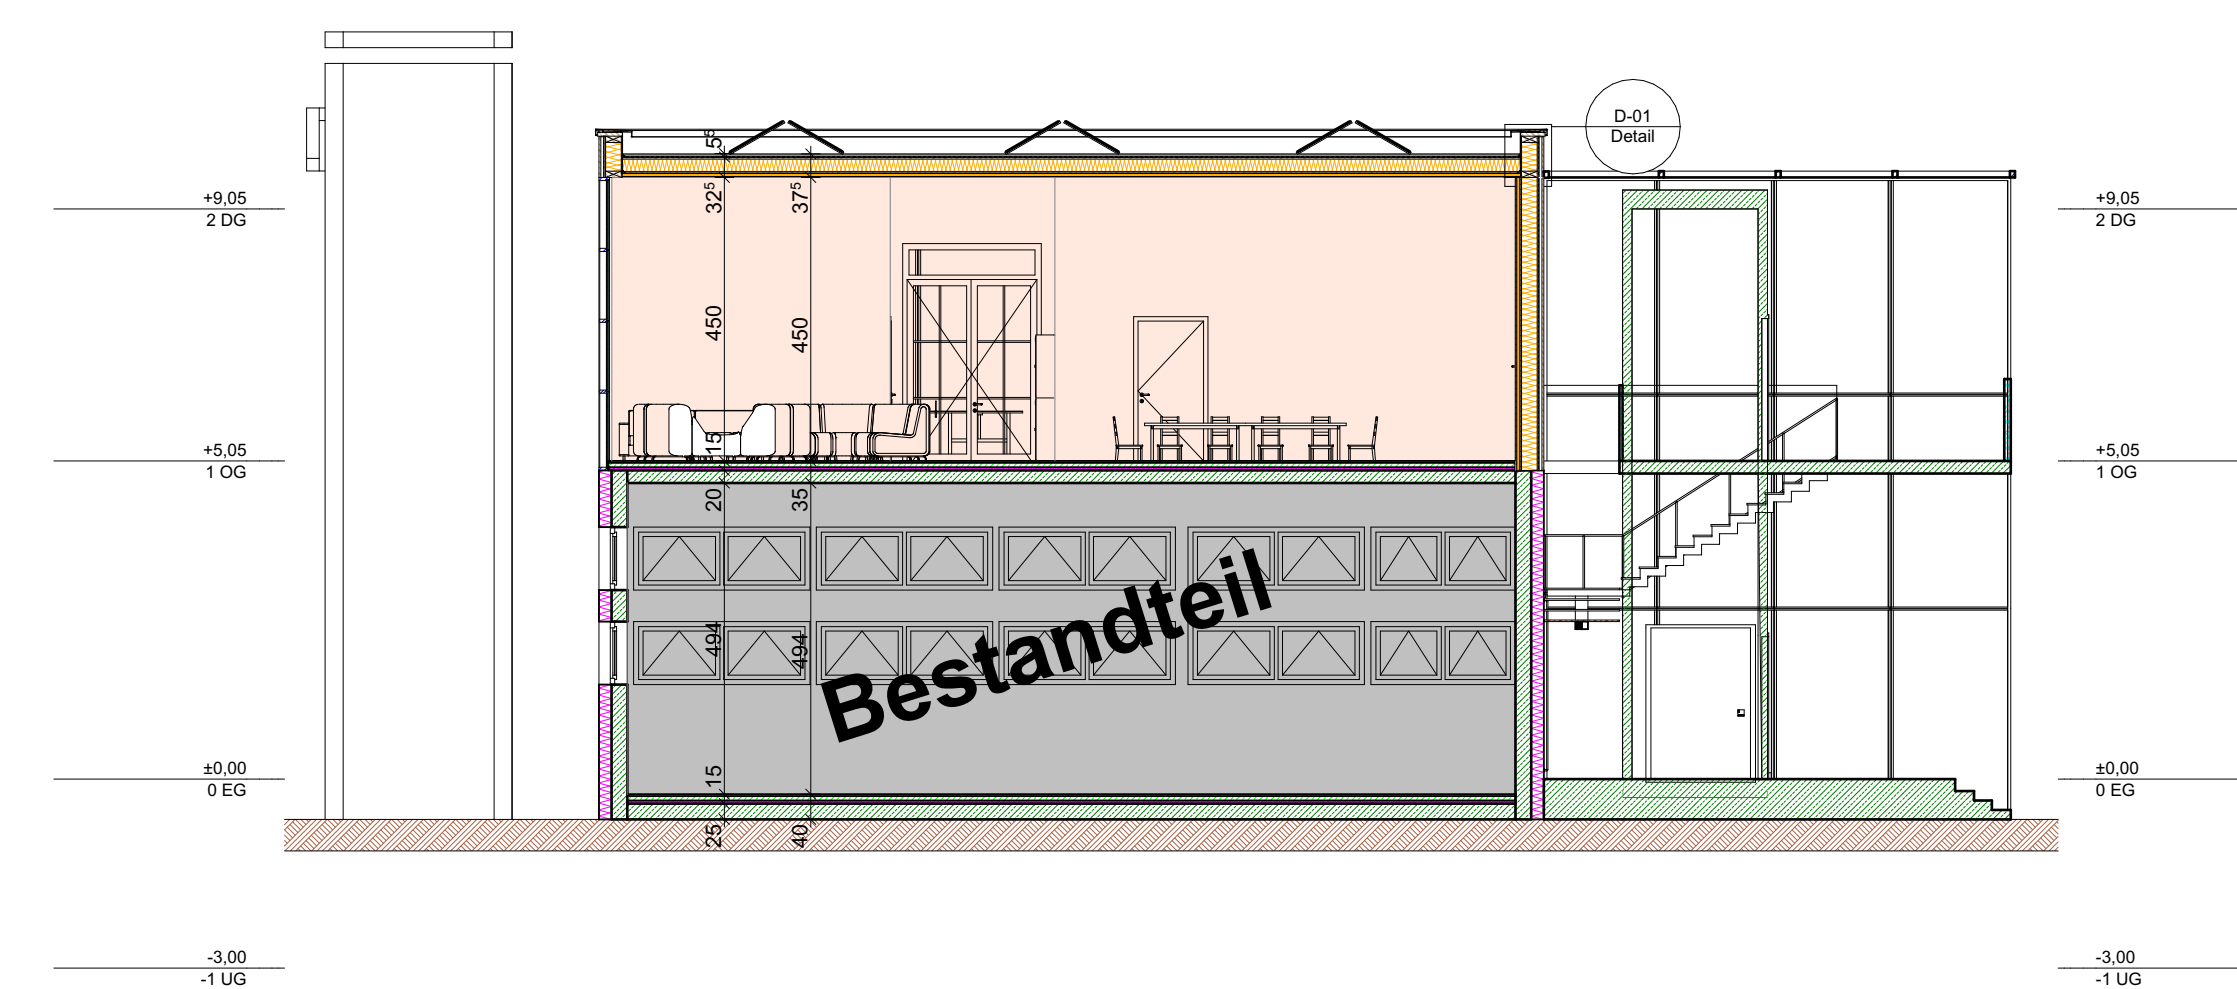 D-01
Detail
5⁵
+9,05
2 DG
32⁵
37⁵
+9,05
2 DG
450
450
15
+5,05
1 OG
+5,05
1 OG
20
35
Bestandteil
494
494
15
±0,00
0 EG
±0,00
0 EG
25
40
-3,00
-1 UG
-3,00
-1 UG